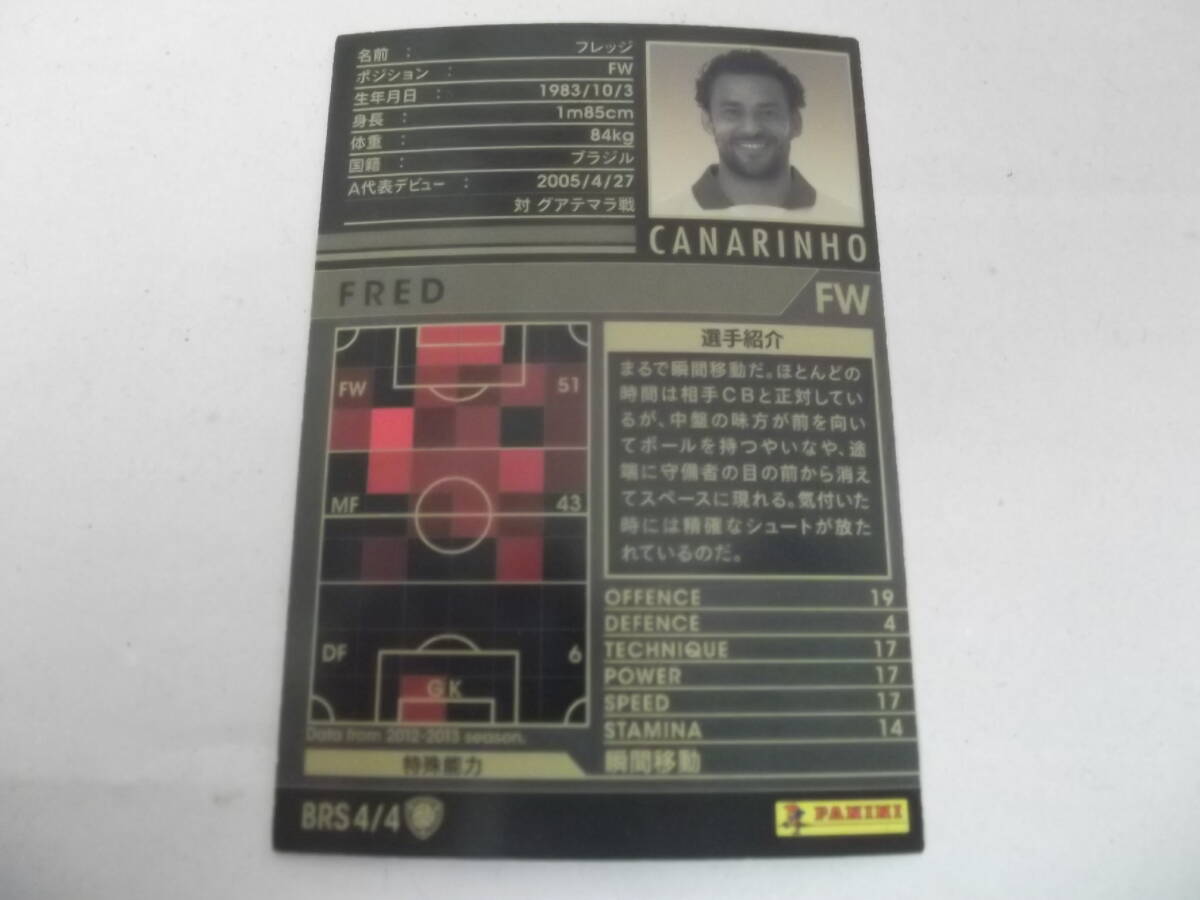 名前 : フレッジ
ポジション : FW
生年月日 : 1983/10/3
身長 : 1m85cm
体重 : 84kg
国籍 : ブラジル
A代表デビュー : 2005/4/27
対 グアテマラ戦
CANARINHO
FRED
FW
FW 51
MF 43
DF 6
GK
Data from 2012-2013 season.
選手紹介
まるで瞬間移動だ。ほとんどの
時間は相手CBと正対してい
るが、中盤の味方が前を向い
てボールを持つやいなや、途
端に守備者の目の前から消え
てスペースに現れる。気付いた
時には精確なシュートが放た
れているのだ。
OFFENCE 19
DEFENCE 4
TECHNIQUE 17
POWER 17
SPEED 17
STAMINA 14
特殊能力 瞬間移動
BRS 4/4
PANINI